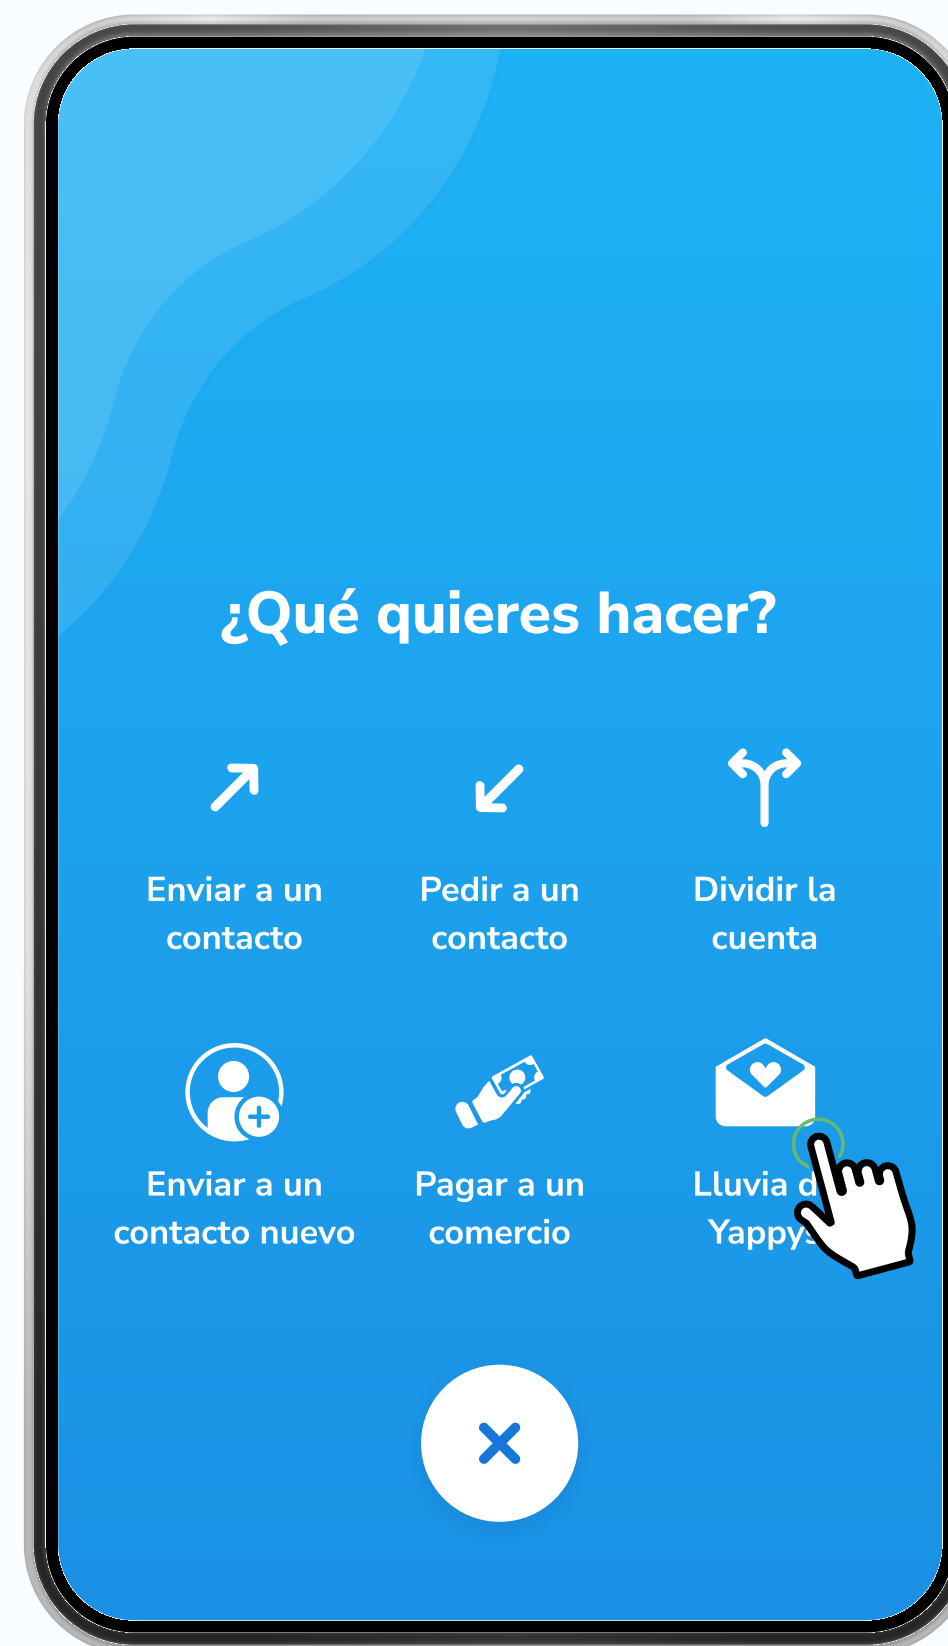 ¿Qué quieres hacer?
Enviar a un
contacto
Pedir a un
contacto
Dividir la
cuenta
Enviar a un
contacto nuevo
Pagar a un
comercio
Lluvia d
Yappys